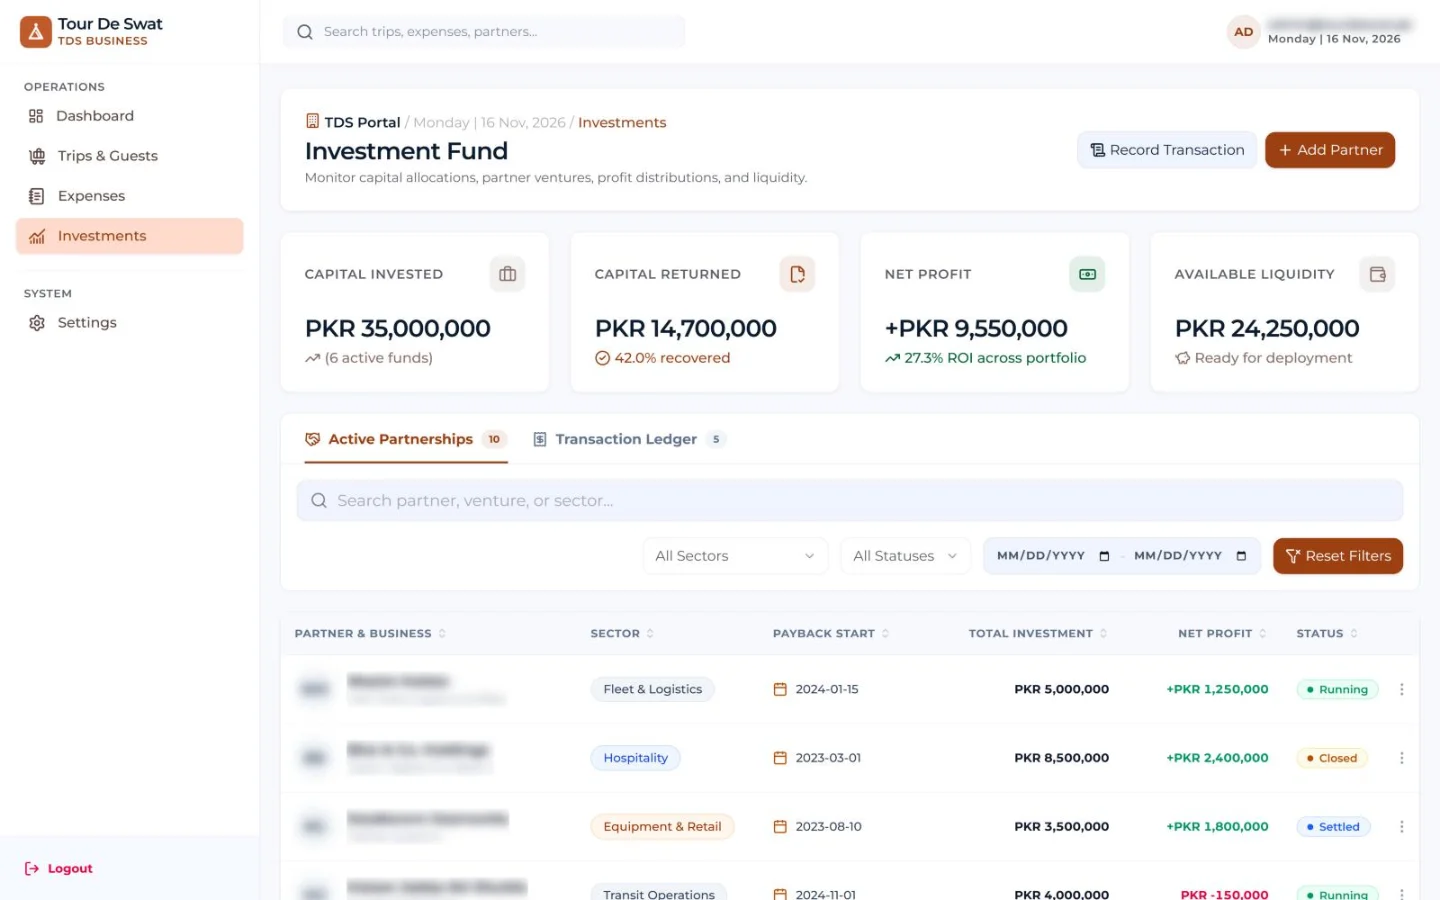 Tour De Swat
TDS BUSINESS
Search trips, expenses, partners...
AD
Monday | 16 Nov, 2026
OPERATIONS
Dashboard
Trips & Guests
Expenses
Investments
SYSTEM
Settings
Logout
TDS Portal / Monday | 16 Nov, 2026 / Investments
Investment Fund
Monitor capital allocations, partner ventures, profit distributions, and liquidity.
Record Transaction
+ Add Partner
CAPITAL INVESTED
PKR 35,000,000
(6 active funds)
CAPITAL RETURNED
PKR 14,700,000
42.0% recovered
NET PROFIT
+PKR 9,550,000
27.3% ROI across portfolio
AVAILABLE LIQUIDITY
PKR 24,250,000
Ready for deployment
Active Partnerships 10
Transaction Ledger 5
Search partner, venture, or sector...
All Sectors
All Statuses
MM/DD/YYYY - MM/DD/YYYY
Reset Filters
PARTNER & BUSINESS SECTOR PAYBACK START TOTAL INVESTMENT NET PROFIT STATUS
Fleet & Logistics 2024-01-15 PKR 5,000,000 +PKR 1,250,000 Running
Hospitality 2023-03-01 PKR 8,500,000 +PKR 2,400,000 Closed
Equipment & Retail 2023-08-10 PKR 3,500,000 +PKR 1,800,000 Settled
Transit Operations 2024-11-01 PKR 4,000,000 PKR -150,000 Running